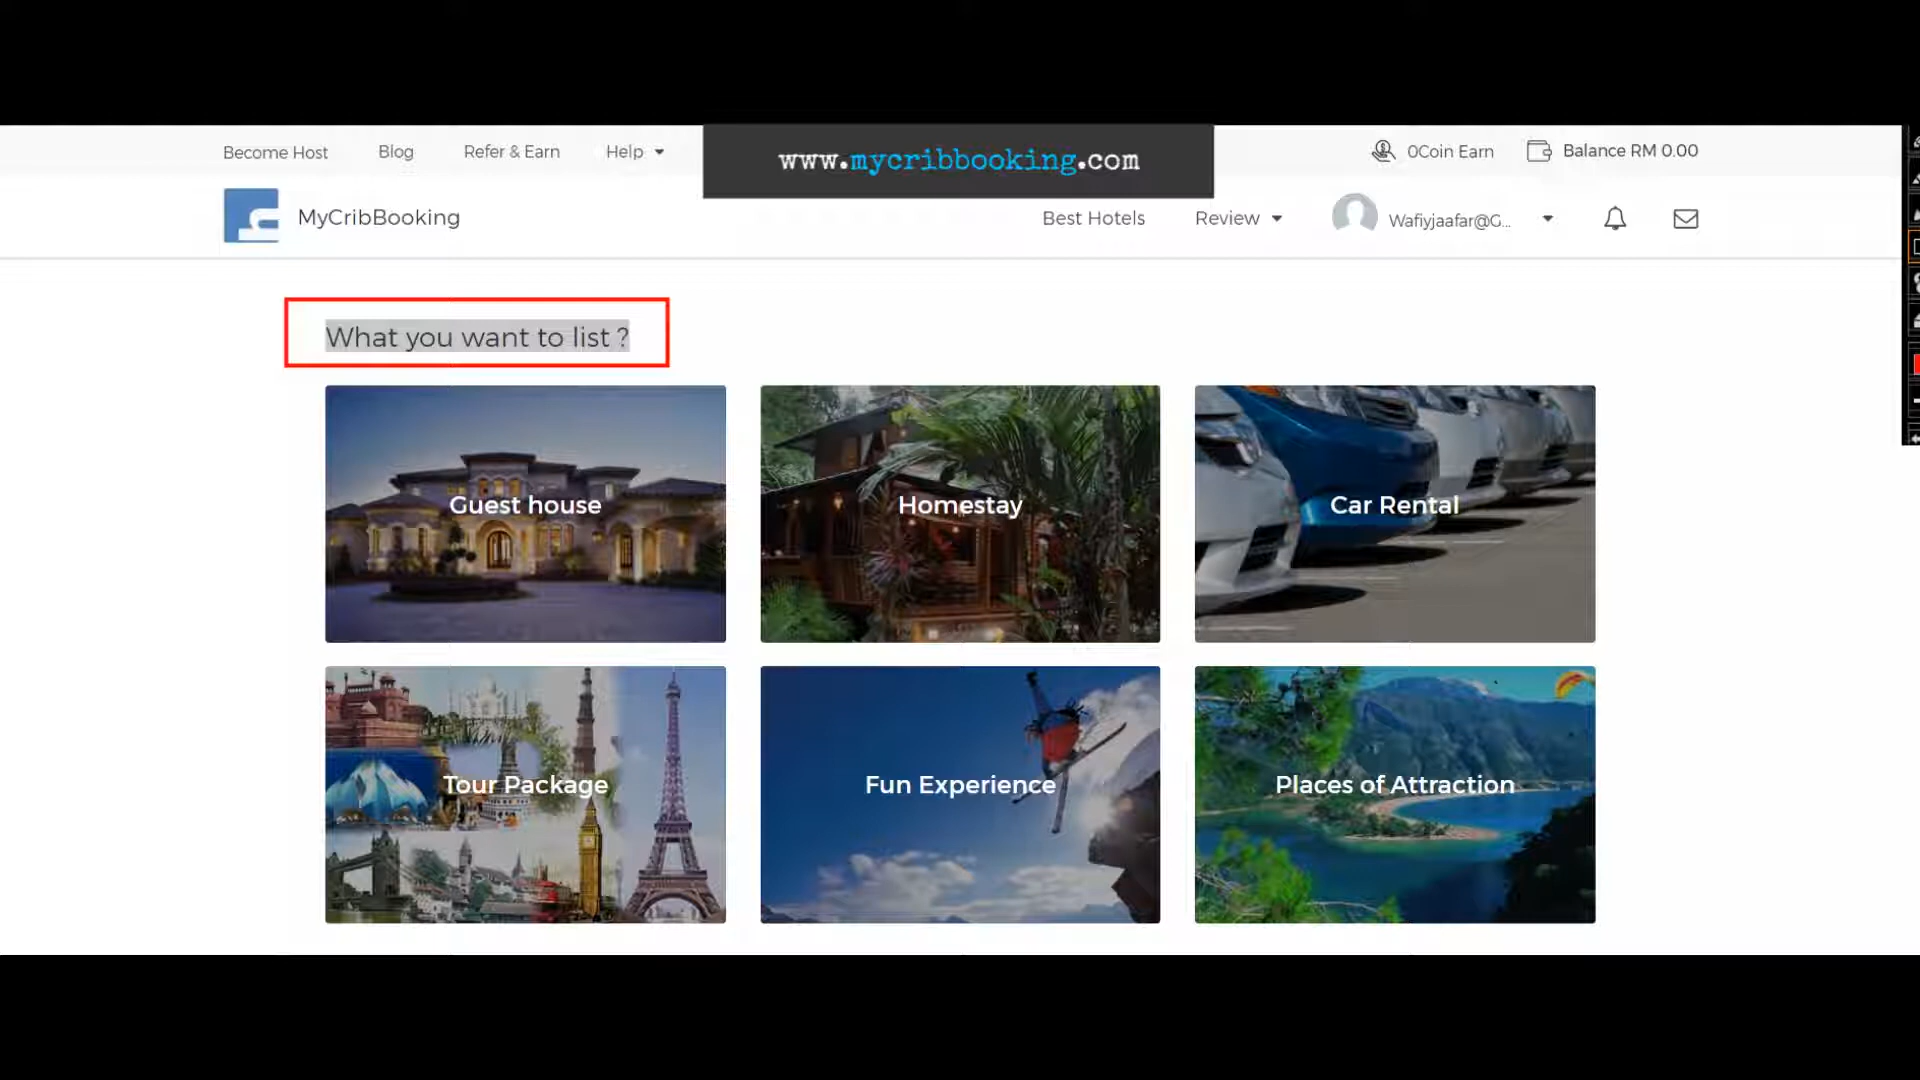 www.mycribbooking.com
Become Host Blog Refer & Earn Help 0Coin Earn Balance RM 0.00
MyCribBooking Best Hotels Review Wafiyjaafar@G...
What you want to list ?
Guest house Homestay Car Rental
Tour Package Fun Experience Places of Attraction